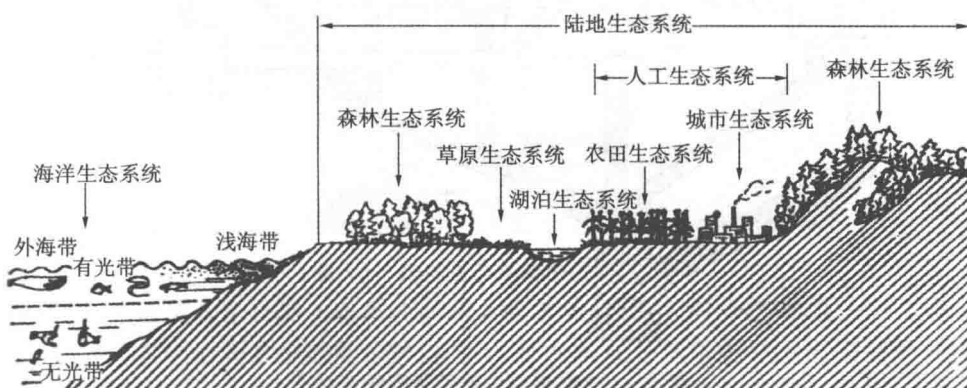 陆地生态系统
人工生态系统
森林生态系统
森林生态系统
城市生态系统
草原生态系统
农田生态系统
海洋生态系统
湖泊生态系统
外海带
浅海带
有光带
无光带